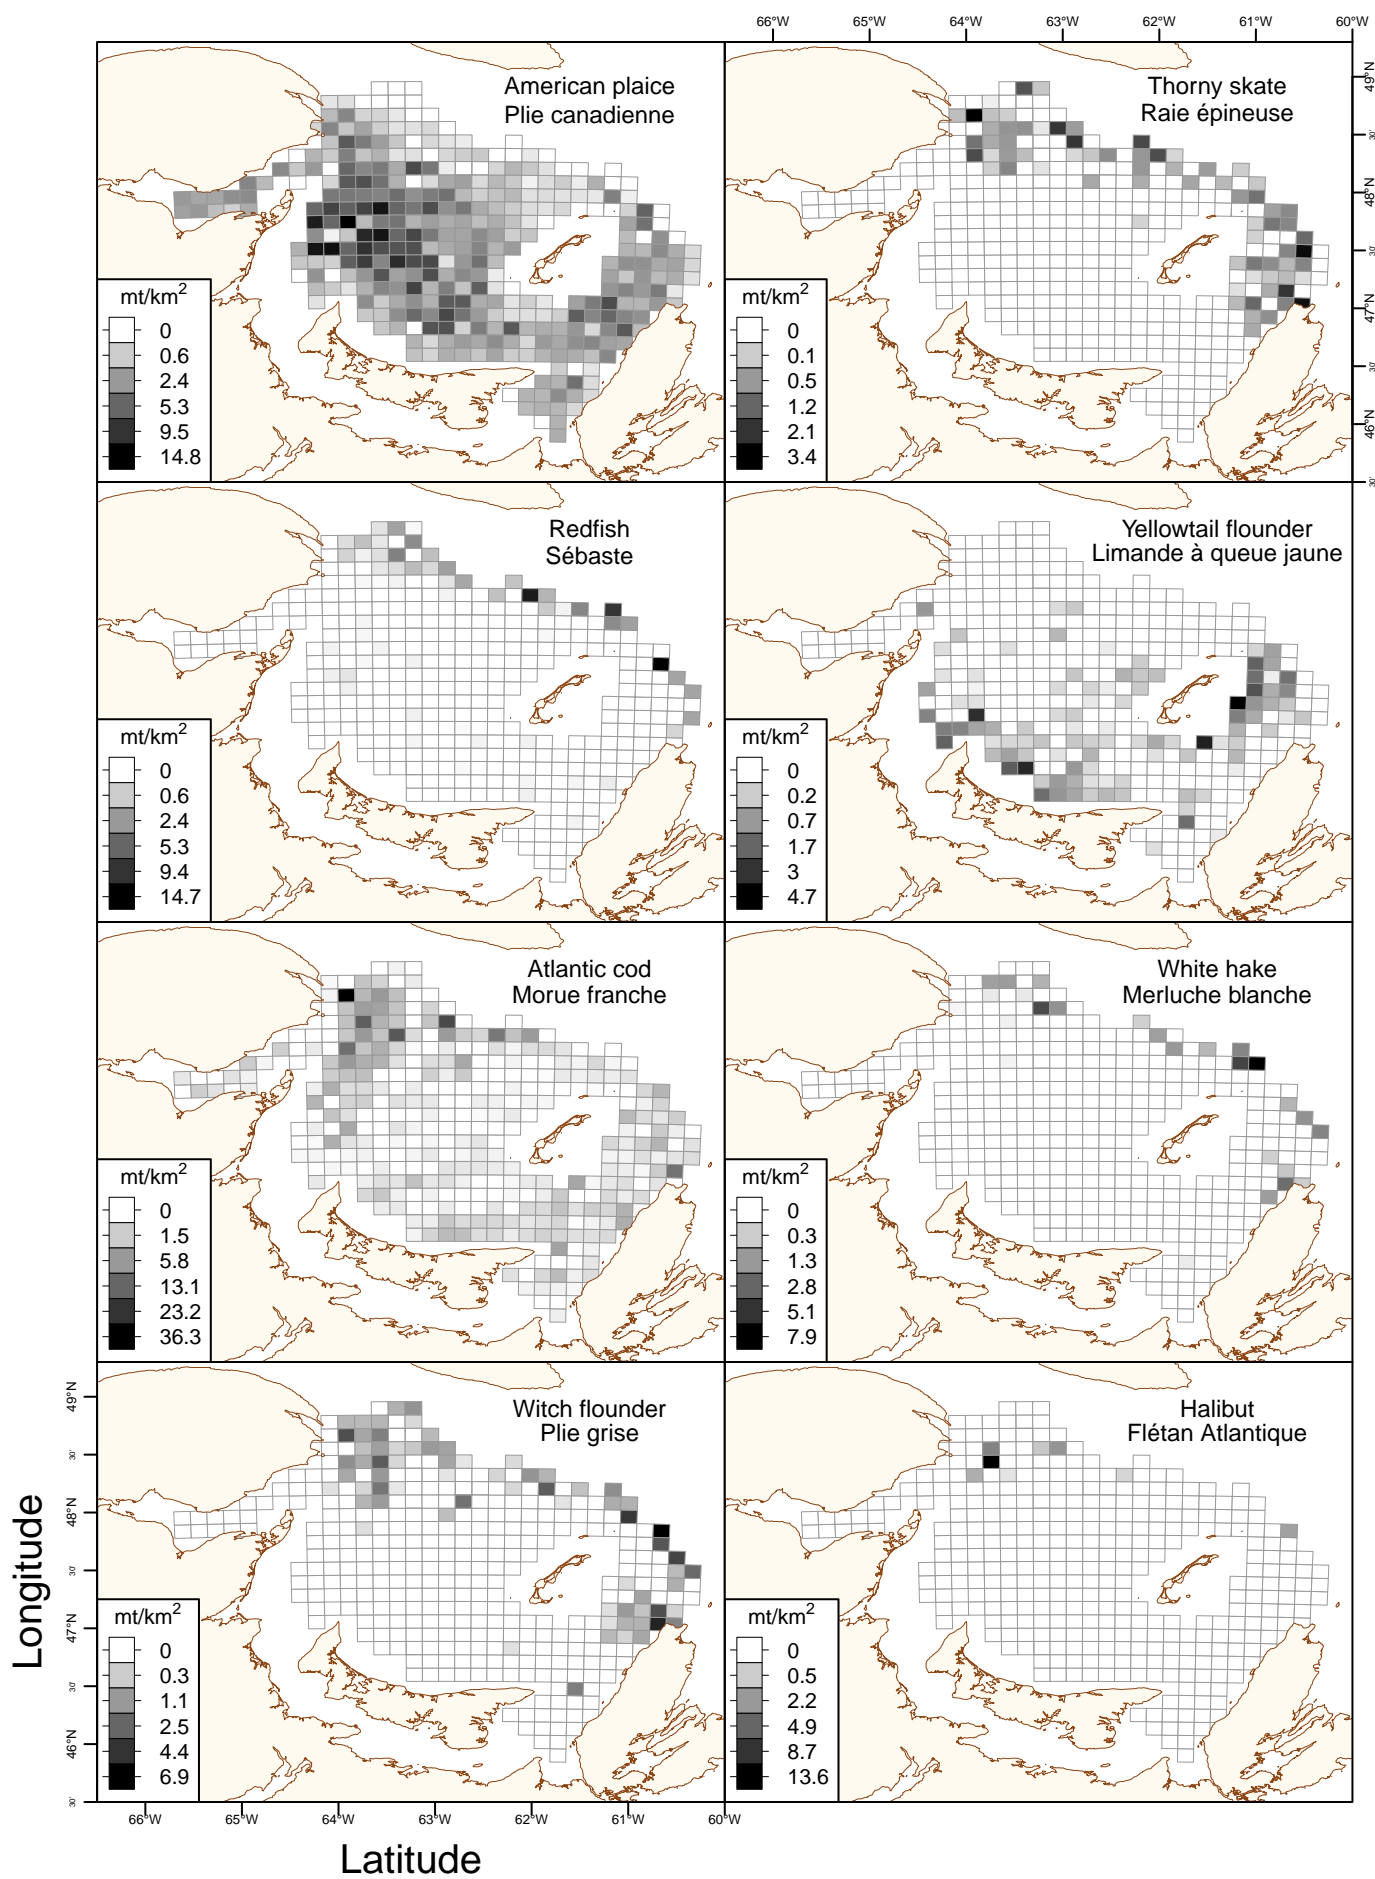 66°W 65°W 64°W 63°W 62°W 61°W 60°W
American plaice
Plie canadienne
mt/km2
0
0.6
2.4
5.3
9.5
14.8
Thorny skate
Raie épineuse
mt/km2
0
0.1
0.5
1.2
2.1
3.4
49°N
30'
48°N
30'
47°N
30'
46°N
30'
Redfish
Sébaste
mt/km2
0
0.6
2.4
5.3
9.4
14.7
Yellowtail flounder
Limande à queue jaune
mt/km2
0
0.2
0.7
1.7
3
4.7
Atlantic cod
Morue franche
mt/km2
0
1.5
5.8
13.1
23.2
36.3
White hake
Merluche blanche
mt/km2
0
0.3
1.3
2.8
5.1
7.9
Witch flounder
Plie grise
mt/km2
0
0.3
1.1
2.5
4.4
6.9
Halibut
Flétan Atlantique
mt/km2
0
0.5
2.2
4.9
8.7
13.6
49°N
30'
48°N
30'
47°N
30'
46°N
30'
Longitude
66°W 65°W 64°W 63°W 62°W 61°W 60°W
Latitude